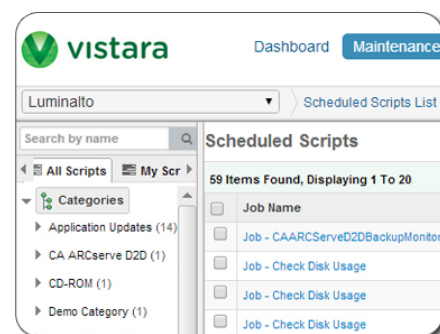 vistara
Dashboard Maintenance
Luminalto
Scheduled Scripts List
Search by name
All Scripts My Scr
Categories
Application Updates (14)
CA ARCserve D2D (1)
CD-ROM (1)
Demo Category (1)
Scheduled Scripts
59 Items Found, Displaying 1 To 20
Job Name
Job - CAARCServeD2DBackupMonitor
Job - Check Disk Usage
Job - Check Disk Usage
Job - Check Disk Usage